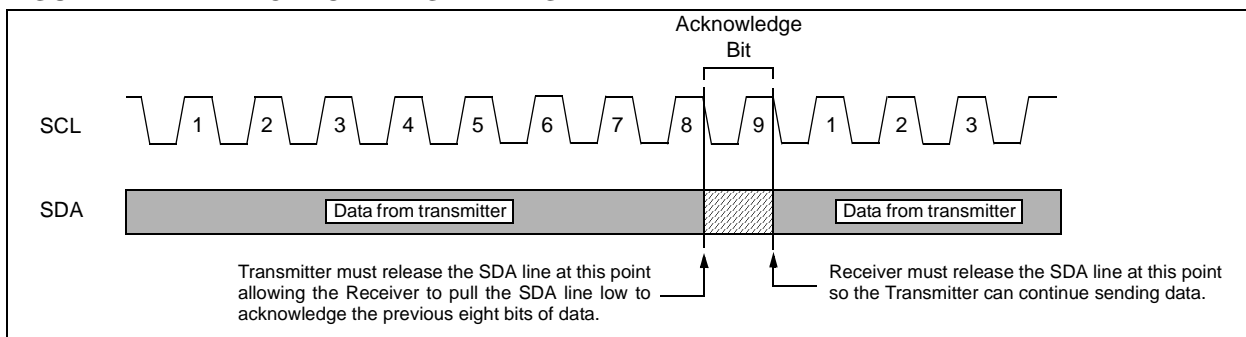 Acknowledge
Bit
SCL
1 2 3 4 5 6 7 8 9 1 2 3
SDA
Data from transmitter
Data from transmitter
Transmitter must release the SDA line at this point
allowing the Receiver to pull the SDA line low to
acknowledge the previous eight bits of data.
Receiver must release the SDA line at this point
so the Transmitter can continue sending data.